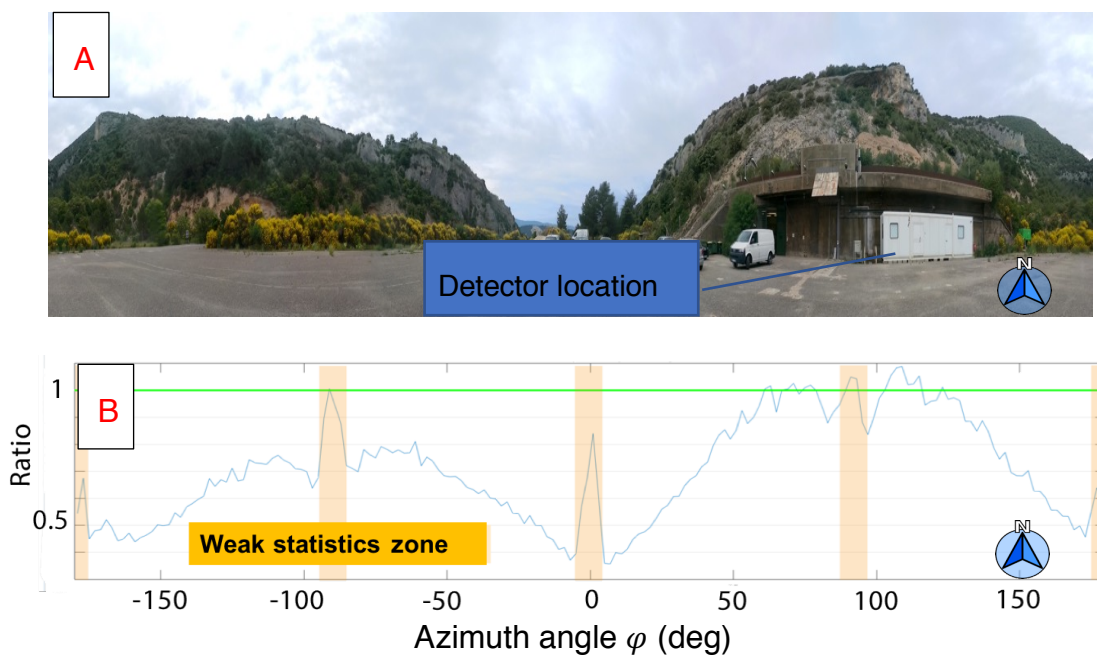 A
Detector location
N
B
1
0.5
Ratio
Weak statistics zone
N
-150 -100 -50 0 50 100 150
Azimuth angle φ (deg)